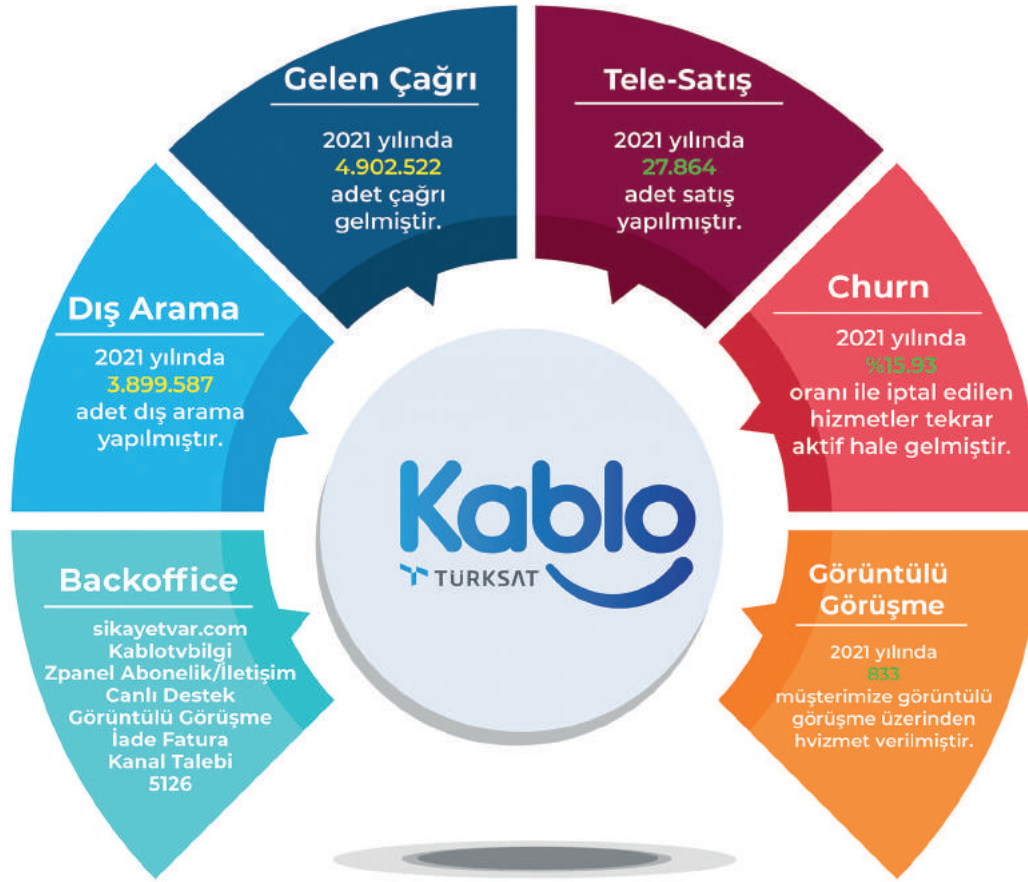 Gelen Çağrı
2021 yılında
4.902.522
adet çağrı
gelmiştir.
Tele-Satış
2021 yılında
27.864
adet satış
yapılmıştır.
Dış Arama
2021 yılında
3.899.587
adet dış arama
yapılmıştır.
Churn
2021 yılında
%15.93
oranı ile iptal edilen
hizmetler tekrar
aktif hale gelmiştir.
Kablo
TÜRKSAT
Backoffice
sikayetvar.com
Kablotvbilgi
Zpanel Abonelik/İletişim
Canlı Destek
Görüntülü Görüşme
İade Fatura
Kanal Talebi
5126
Görüntülü
Görüşme
2021 yılında
833
müşterimize görüntülü
görüşme üzerinden
hvizmet verilmiştir.